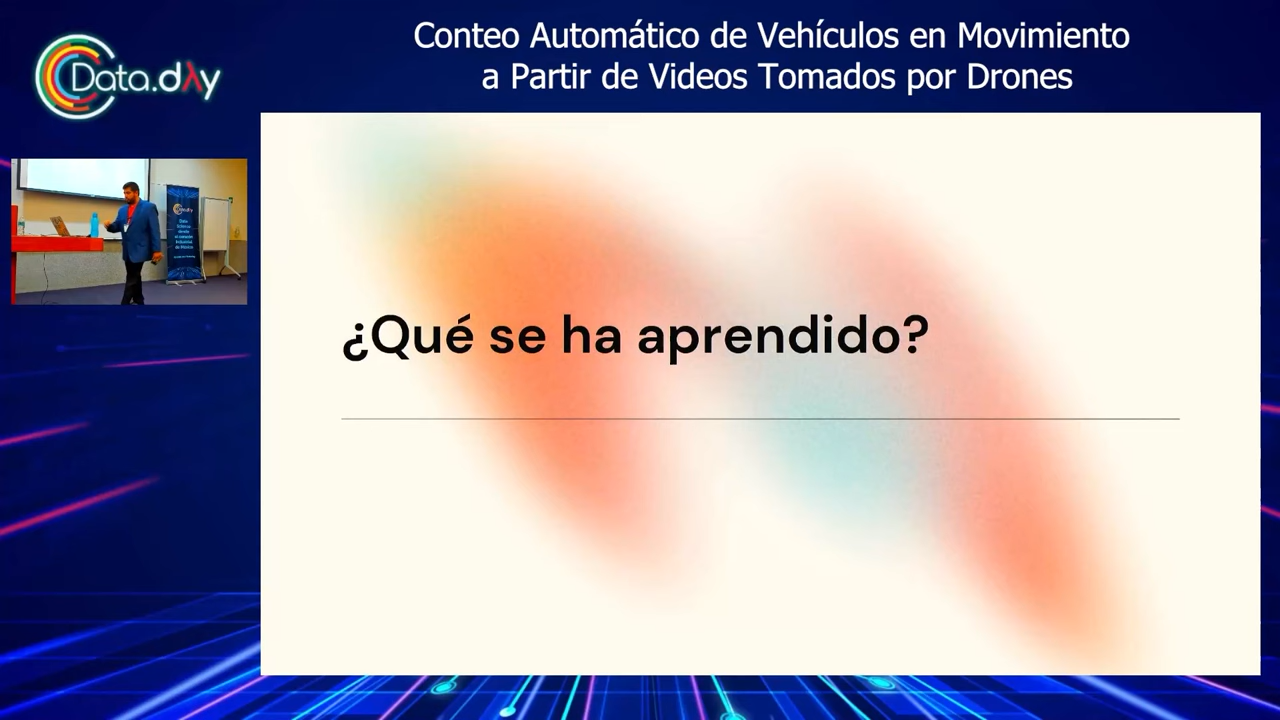 Conteo Automático de Vehículos en Movimiento
a Partir de Videos Tomados por Drones
Data.dλy
¿Qué se ha aprendido?